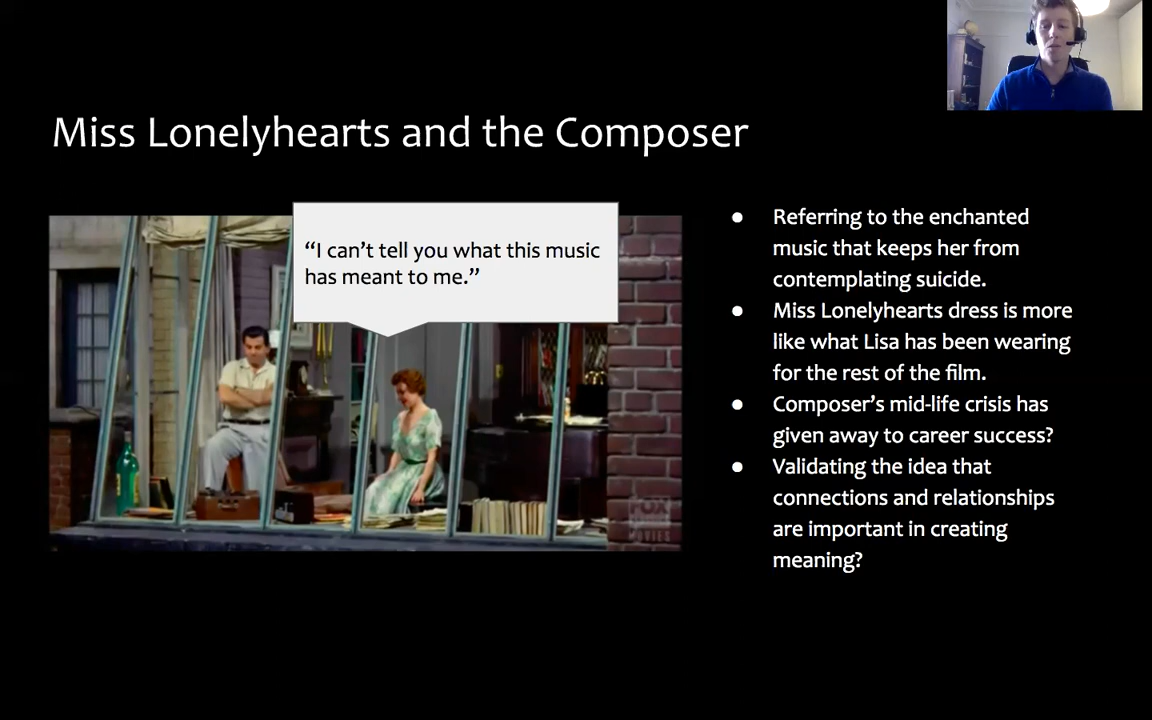 Miss Lonelyhearts and the Composer
“I can’t tell you what this music
has meant to me.”
Referring to the enchanted
music that keeps her from
contemplating suicide.
Miss Lonelyhearts dress is more
like what Lisa has been wearing
for the rest of the film.
Composer’s mid-life crisis has
given away to career success?
Validating the idea that
connections and relationships
are important in creating
meaning?
FOX
MOVIES